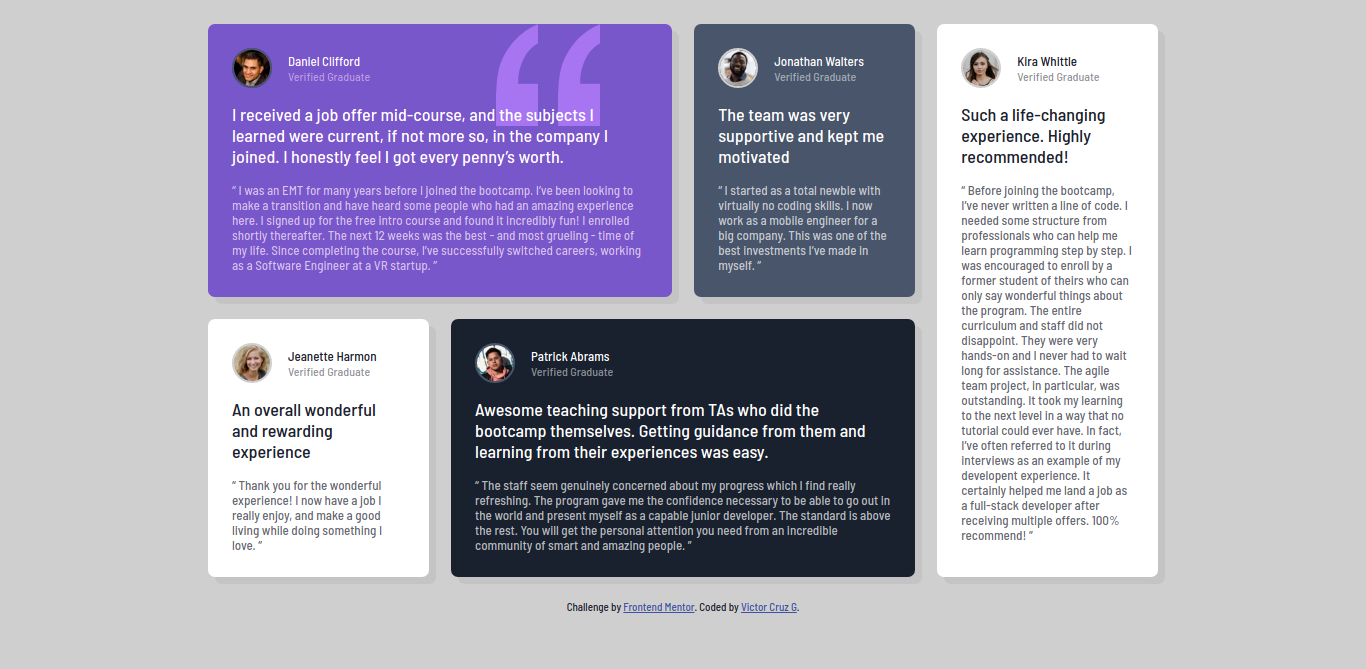 Daniel Clifford
Verified Graduate
I received a job offer mid-course, and the subjects I
learned were current, if not more so, in the company I
joined. I honestly feel I got every penny’s worth.
“ I was an EMT for many years before I joined the bootcamp. I’ve been looking to
make a transition and have heard some people who had an amazing experience
here. I signed up for the free intro course and found it incredibly fun! I enrolled
shortly thereafter. The next 12 weeks was the best - and most grueling - time of
my life. Since completing the course, I’ve successfully switched careers, working
as a Software Engineer at a VR startup. ”
Jonathan Walters
Verified Graduate
The team was very
supportive and kept me
motivated
“ I started as a total newbie with
virtually no coding skills. I now
work as a mobile engineer for a
big company. This was one of the
best investments I’ve made in
myself. ”
Kira Whittle
Verified Graduate
Such a life-changing
experience. Highly
recommended!
“ Before joining the bootcamp,
I’ve never written a line of code. I
needed some structure from
professionals who can help me
learn programming step by step. I
was encouraged to enroll by a
former student of theirs who can
only say wonderful things about
the program. The entire
curriculum and staff did not
disappoint. They were very
hands-on and I never had to wait
long for assistance. The agile
team project, in particular, was
outstanding. It took my learning
to the next level in a way that no
tutorial could ever have. In fact,
I’ve often referred to it during
interviews as an example of my
developent experience. It
certainly helped me land a job as
a full-stack developer after
receiving multiple offers. 100%
recommend! ”
Jeanette Harmon
Verified Graduate
An overall wonderful
and rewarding
experience
“ Thank you for the wonderful
experience! I now have a job I
really enjoy, and make a good
living while doing something I
love. ”
Patrick Abrams
Verified Graduate
Awesome teaching support from TAs who did the
bootcamp themselves. Getting guidance from them and
learning from their experiences was easy.
“ The staff seem genuinely concerned about my progress which I find really
refreshing. The program gave me the confidence necessary to be able to go out in
the world and present myself as a capable junior developer. The standard is above
the rest. You will get the personal attention you need from an incredible
community of smart and amazing people. ”
Challenge by Frontend Mentor. Coded by Victor Cruz G.